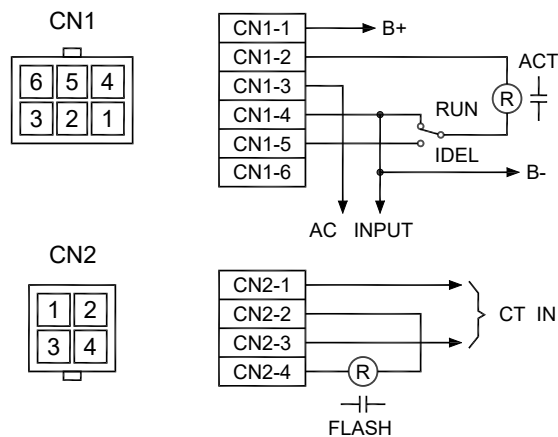 CN1
6 5 4
3 2 1
CN1-1
B+
CN1-2
ACT
CN1-3
R
CN1-4
RUN
CN1-5
IDEL
CN1-6
B-
AC INPUT
CN2
1 2
3 4
CN2-1
CN2-2
CT IN
CN2-3
CN2-4
R
FLASH